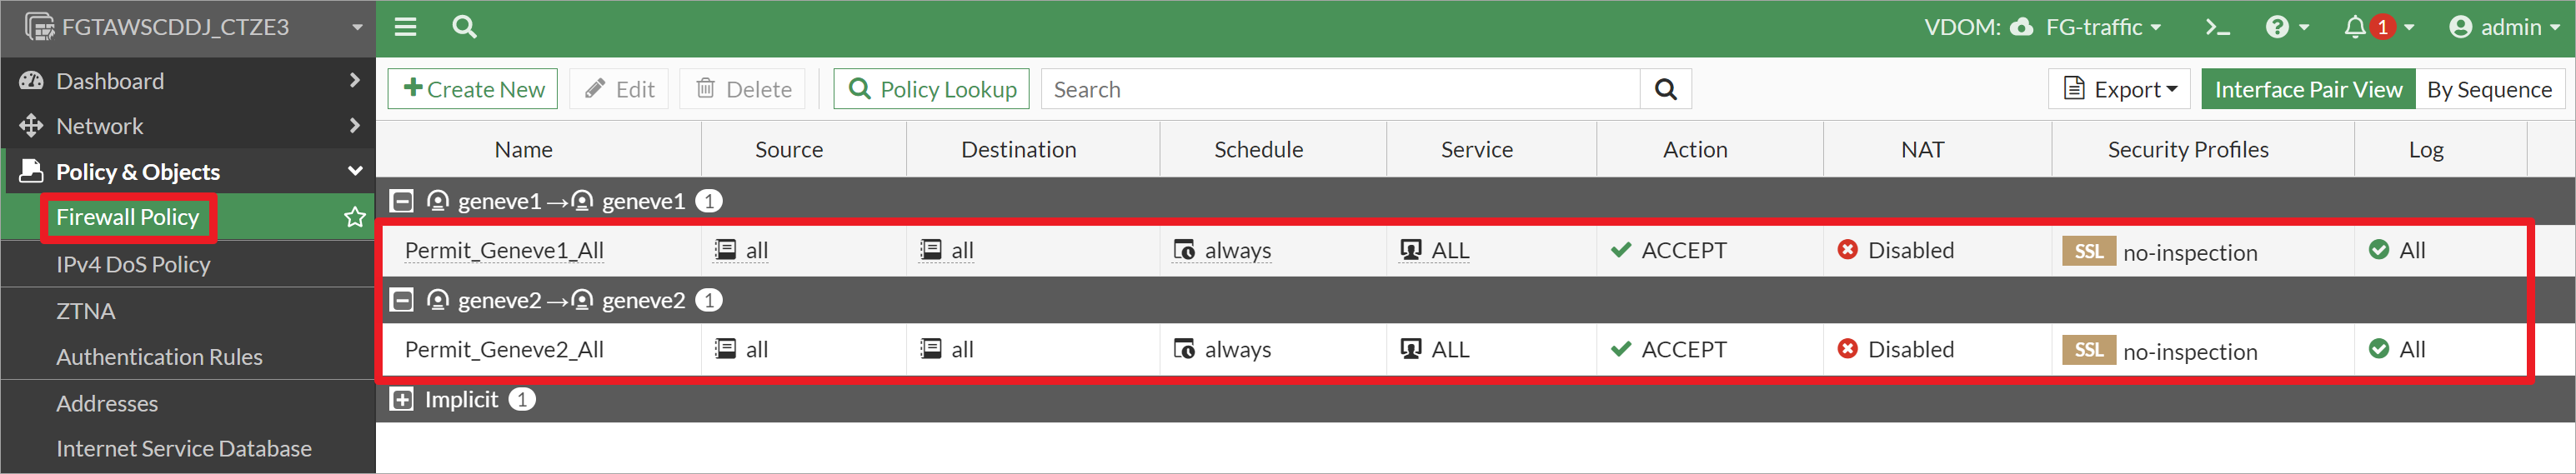 FGTAWSCDDJ_CTZE3
VDOM: FG-traffic
1
admin
Dashboard
Network
Policy & Objects
Firewall Policy
IPv4 DoS Policy
ZTNA
Authentication Rules
Addresses
Internet Service Database
Create New Edit Delete Policy Lookup Search Export Interface Pair View By Sequence
Name Source Destination Schedule Service Action NAT Security Profiles Log
geneve1 → geneve1 1
Permit_Geneve1_All all all always ALL ACCEPT Disabled SSL no-inspection All
geneve2 → geneve2 1
Permit_Geneve2_All all all always ALL ACCEPT Disabled SSL no-inspection All
Implicit 1